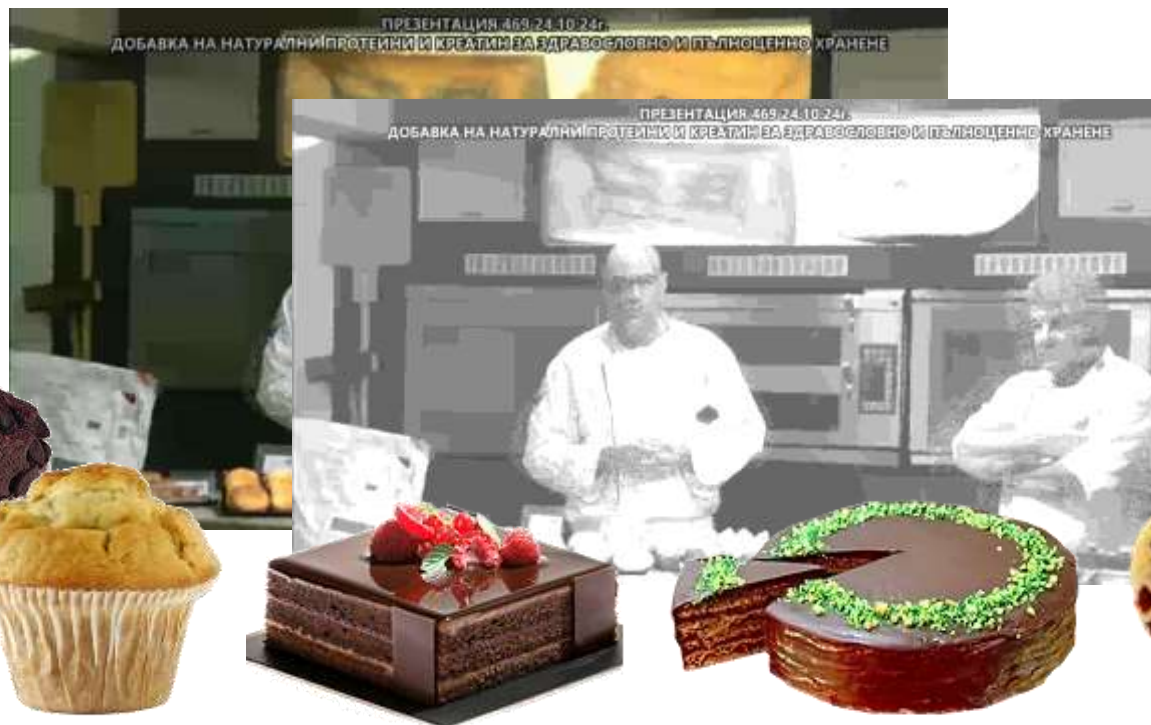 ПРЕЗЕНТАЦИЯ 469 24.10.24г.
ДОБАВКА НА НАТУРАЛНИ ПРОТЕИНИ И КРЕАТИН ЗА ЗДРАВОСЛОВНО И ПЪЛНОЦЕННО ХРАНЕНЕ
ПРЕЗЕНТАЦИЯ 469 24.10.24г.
ДОБАВКА НА НАТУРАЛНИ ПРОТЕИНИ И КРЕАТИН ЗА ЗДРАВОСЛОВНО И ПЪЛНОЦЕННО ХРАНЕНЕ